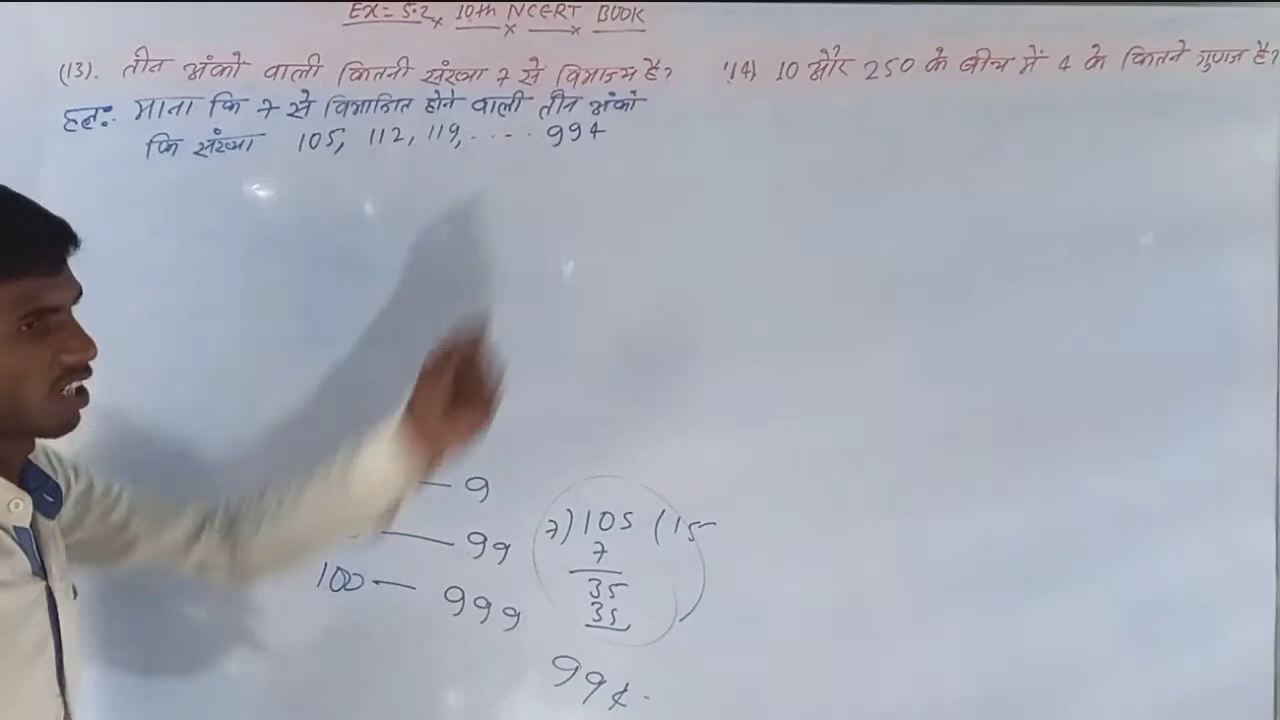 Ex = 5.2, 10th NCERT BOOK
(13). तीन अंको वाली कितनी संख्या 7 से विभाज्य है?
हल: माना कि 7 से विभाजित होने वाली तीन अंको
कि संख्या 105, 112, 119, .... 994
(14) 10 और 250 के बीच में 4 के कितने गुणज है?
— 9
— 99
100 — 999
7) 105 (15
7
35
35
994.